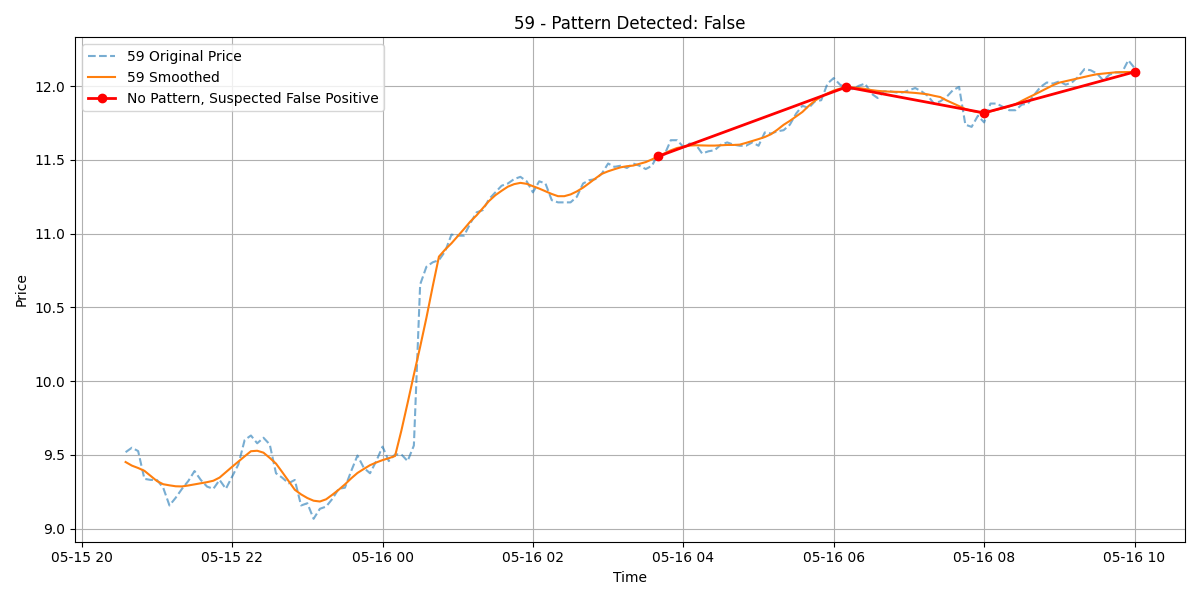 59 - Pattern Detected: False
59 Original Price
59 Smoothed
No Pattern, Suspected False Positive
Price
12.0
11.5
11.0
10.5
10.0
9.5
9.0
05-15 20 05-15 22 05-16 00 05-16 02 05-16 04 05-16 06 05-16 08 05-16 10
Time